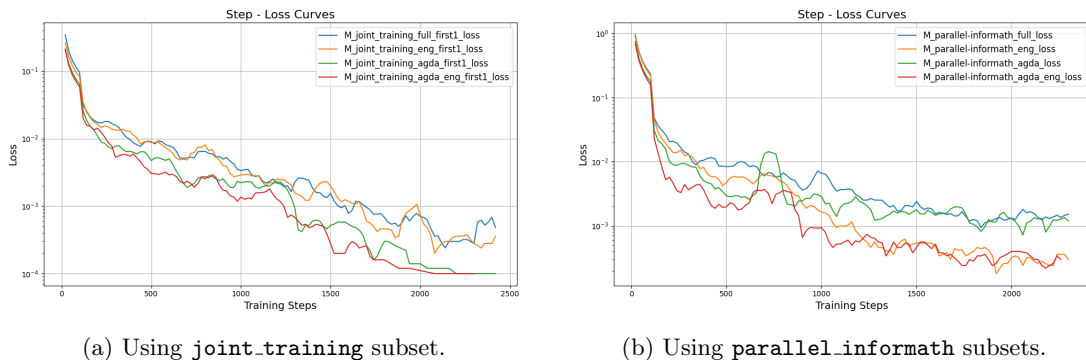 Step - Loss Curves
M_joint_training_full_first1_loss
M_joint_training_eng_first1_loss
M_joint_training_agda_first1_loss
M_joint_training_agda_eng_first1_loss
Loss
10⁻¹
10⁻²
10⁻³
10⁻⁴
0 500 1000 1500 2000 2500
Training Steps
(a) Using joint_training subset.
Step - Loss Curves
M_parallel-informath_full_loss
M_parallel-informath_eng_loss
M_parallel-informath_agda_loss
M_parallel-informath_agda_eng_loss
Loss
10⁰
10⁻¹
10⁻²
10⁻³
0 500 1000 1500 2000
Training Steps
(b) Using parallel_informath subsets.